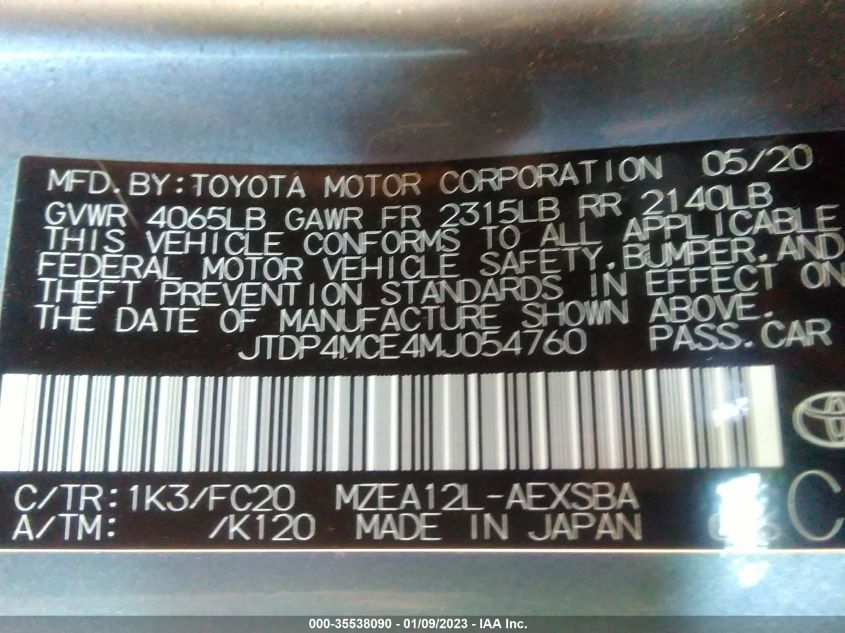 MFD. BY: TOYOTA MOTOR CORPORATION 05/20
GVWR 4065LB GAWR FR 2315LB RR 2140LB
THIS VEHICLE CONFORMS TO ALL APPLICABLE
FEDERAL MOTOR VEHICLE SAFETY, BUMPER, AND
THEFT PREVENTION STANDARDS IN EFFECT ON
THE DATE OF MANUFACTURE SHOWN ABOVE.
JTDP4MCE4MJ054760 PASS. CAR
C/TR: 1K3/FC20 MZEA12L-AEXSBA
A/TM: /K120 MADE IN JAPAN
C
000-35538090 - 01/09/2023 - IAA Inc.